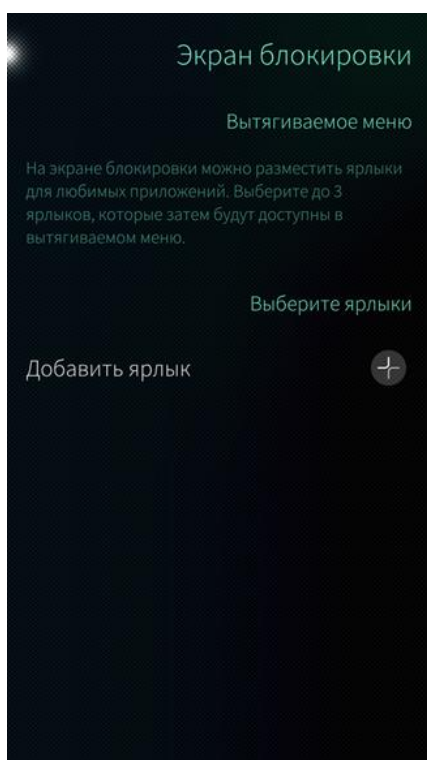 Экран блокировки
Вытягиваемое меню
На экране блокировки можно разместить ярлыки
для любимых приложений. Выберите до 3
ярлыков, которые затем будут доступны в
вытягиваемом меню.
Выберите ярлыки
Добавить ярлык